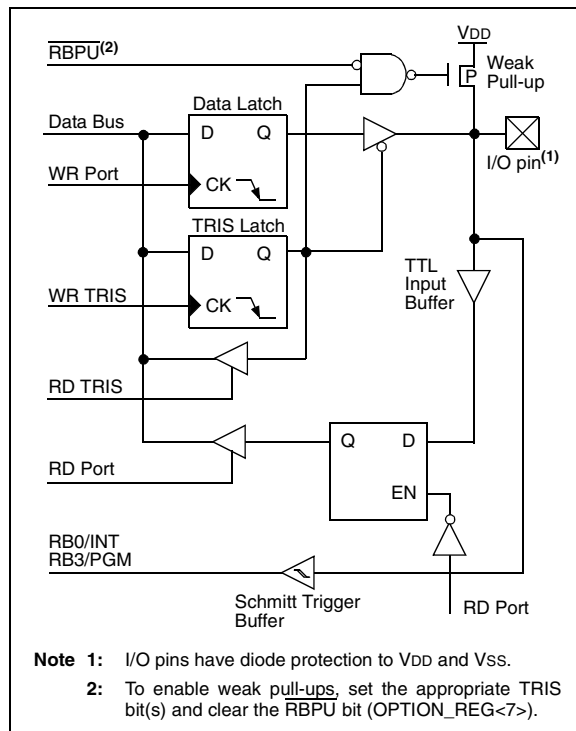 RBPU(2)
VDD
P
Weak
Pull-up
Data Latch
Data Bus
D Q
I/O pin(1)
WR Port
CK
TRIS Latch
D Q
TTL
Input
Buffer
WR TRIS
CK
RD TRIS
Q D
RD Port
EN
RB0/INT
RB3/PGM
Schmitt Trigger
Buffer
RD Port
Note 1: I/O pins have diode protection to VDD and VSS.
2: To enable weak pull-ups, set the appropriate TRIS
bit(s) and clear the RBPU bit (OPTION_REG<7>).